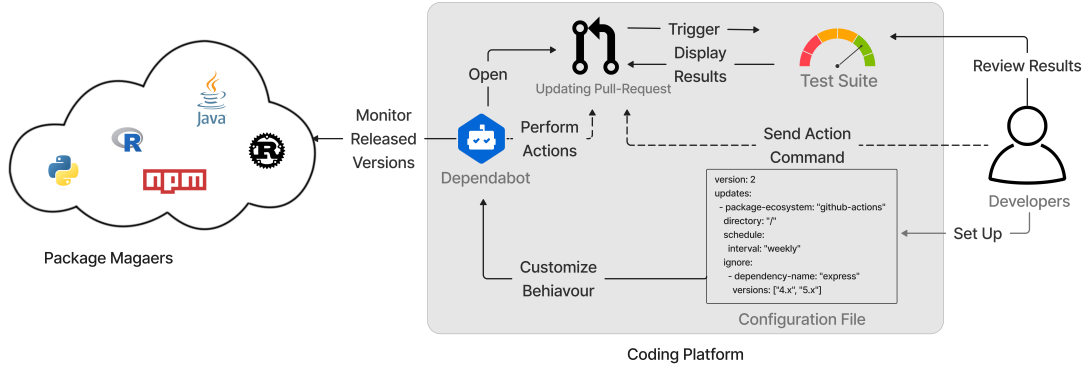 Java
R
npm
R
Package Magaers
Monitor
Released
Versions
Open
Updating Pull-Request
Trigger
Display
Results
Test Suite
Review Results
Perform
Actions
Dependabot
Send Action
Command
Developers
Set Up
version: 2
updates:
- package-ecosystem: "github-actions"
directory: "/"
schedule:
interval: "weekly"
ignore:
- dependency-name: "express"
versions: ["4.x", "5.x"]
Customize
Behiavour
Configuration File
Coding Platform